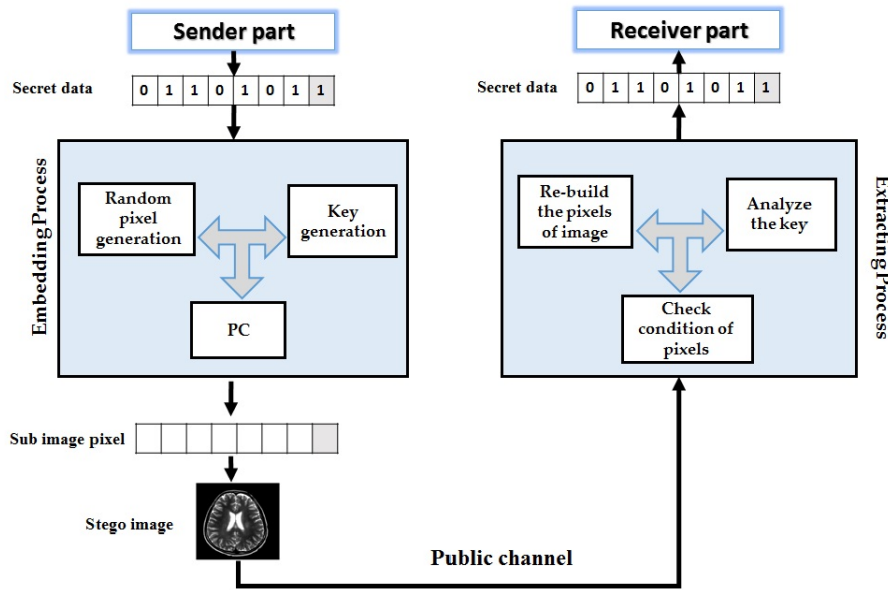 Sender part
Secret data
0 1 1 0 1 0 1 1
Embedding Process
Random
pixel
generation
Key
generation
PC
Sub image pixel
Stego image
Public channel
Receiver part
Secret data
0 1 1 0 1 0 1 1
Re-build
the pixels
of image
Analyze
the key
Check
condition of
pixels
Extracting Process